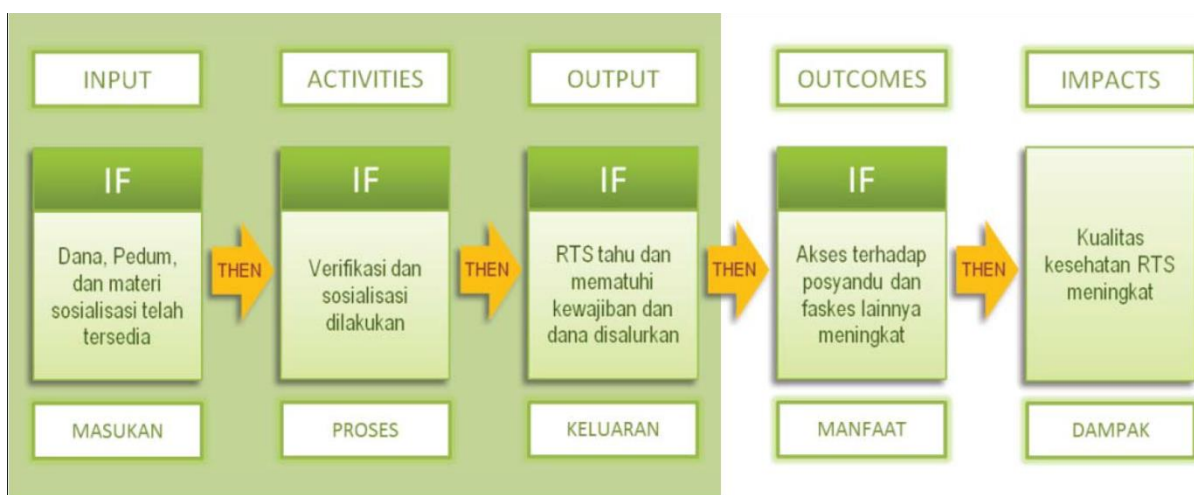 INPUT
ACTIVITIES
OUTPUT
OUTCOMES
IMPACTS
IF
Dana, Pedum,
dan materi
sosialisasi telah
tersedia
THEN
IF
Verifikasi dan
sosialisasi
dilakukan
THEN
IF
RTS tahu dan
mematuhi
kewajiban dan
dana disalurkan
THEN
IF
Akses terhadap
posyandu dan
faskes lainnya
meningkat
THEN
Kualitas
kesehatan RTS
meningkat
MASUKAN
PROSES
KELUARAN
MANFAAT
DAMPAK